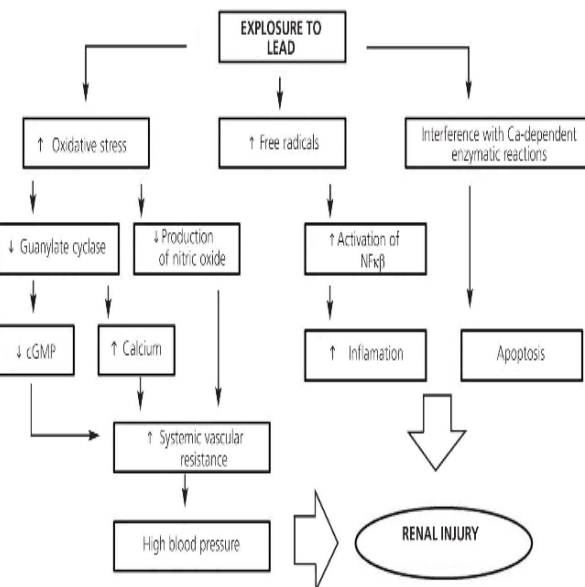 EXPLOSURE TO
LEAD
↑ Oxidative stress
↑ Free radicals
Interference with Ca-dependent
enzymatic reactions
↓ Guanylate cyclase
↓ Production
of nitric oxide
↑ Activation of
NFκβ
↓ cGMP
↑ Calcium
↑ Inflamation
Apoptosis
↑ Systemic vascular
resistance
High blood pressure
RENAL INJURY